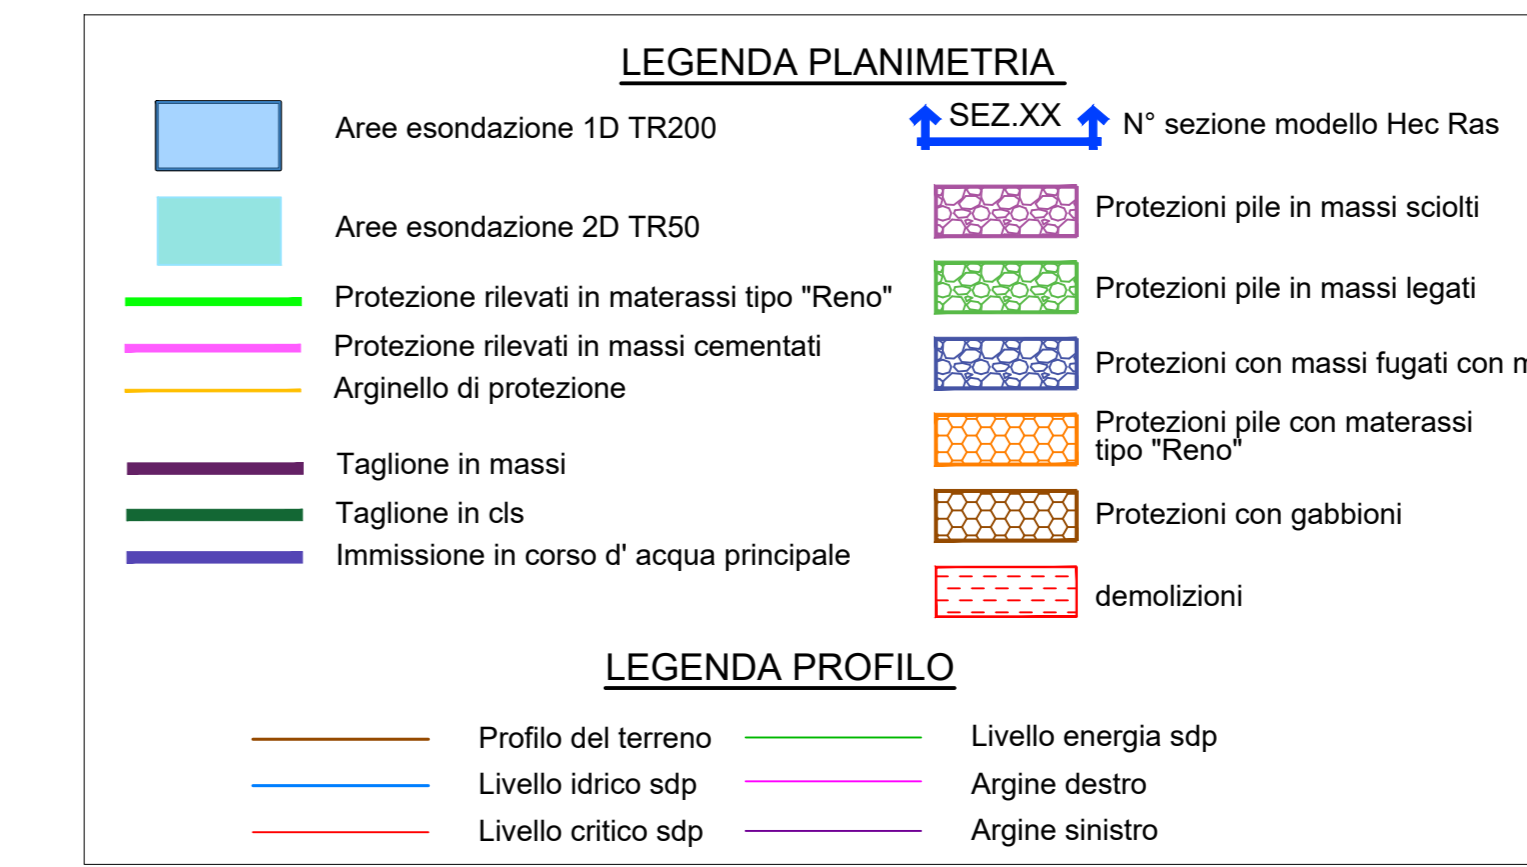 LEGENDA PLANIMETRIA
Aree esondazione 1D TR200
Aree esondazione 2D TR50
Protezione rilevati in materassi tipo "Reno"
Protezione rilevati in massi cementati
Arginello di protezione
Taglione in massi
Taglione in cls
Immissione in corso d' acqua principale
SEZ.XX
N° sezione modello Hec Ras
Protezioni pile in massi sciolti
Protezioni pile in massi legati
Protezioni con massi fugati con
Protezioni pile con materassi
tipo "Reno"
Protezioni con gabbioni
demolizioni
LEGENDA PROFILO
Profilo del terreno
Livello idrico sdp
Livello critico sdp
Livello energia sdp
Argine destro
Argine sinistro